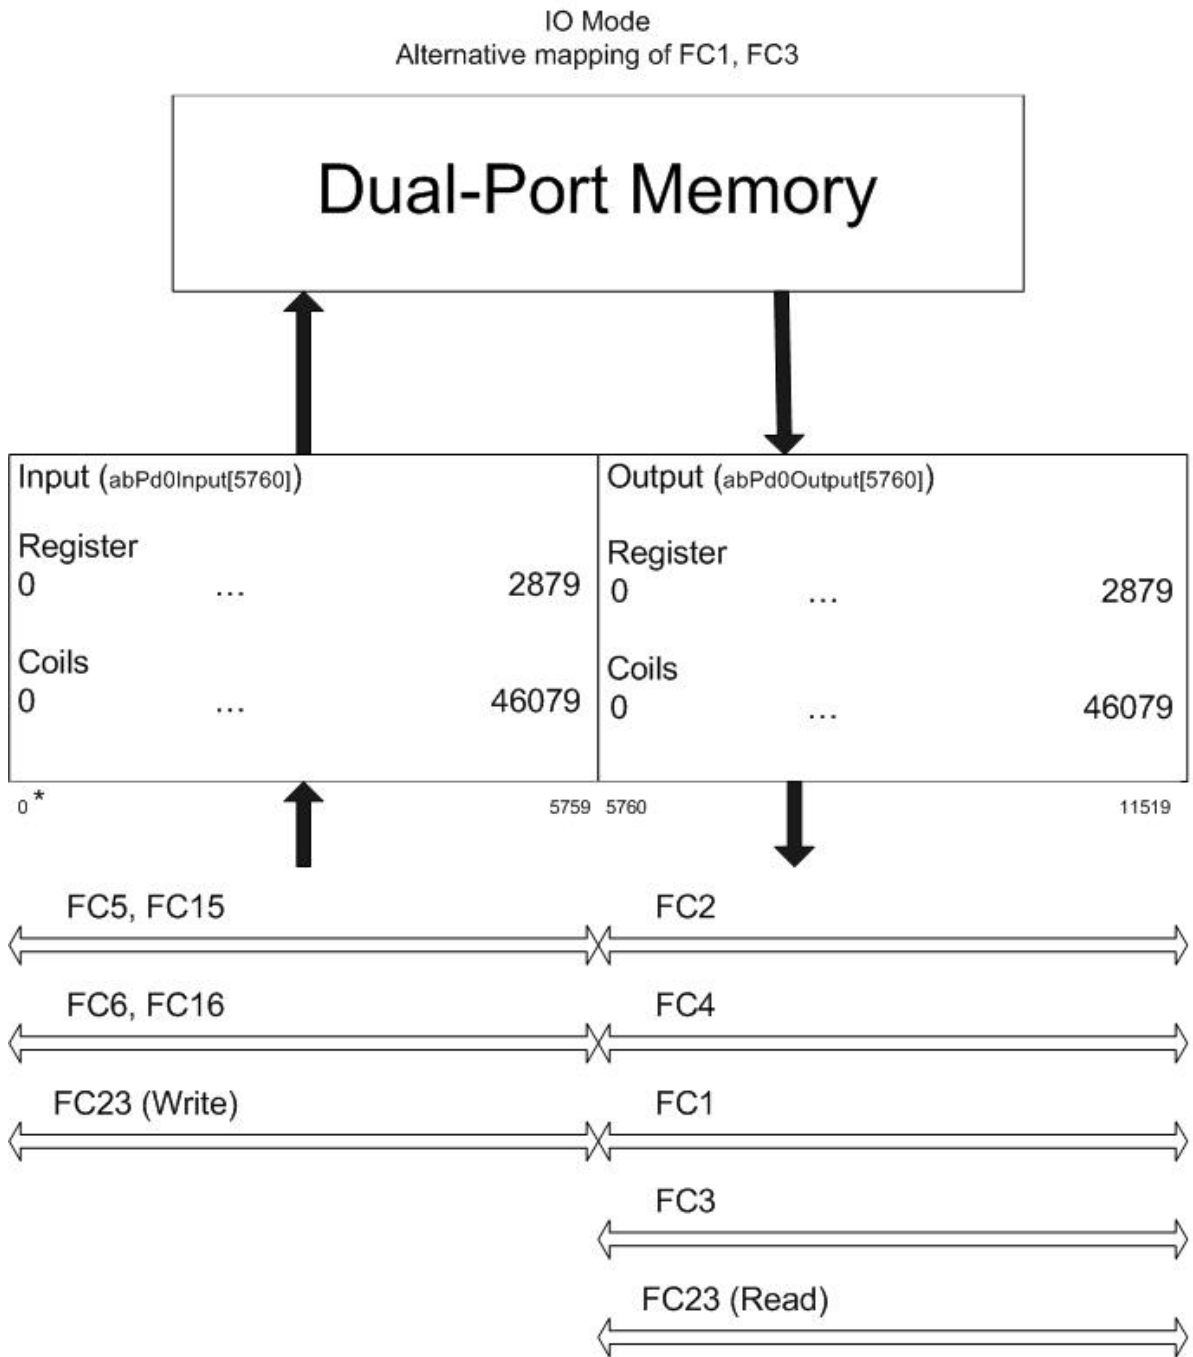 IO Mode
Alternative mapping of FC1, FC3
Dual-Port Memory
Input (abPd0Input[5760])
Register
0 ... 2879
Coils
0 ... 46079
Output (abPd0Output[5760])
Register
0 ... 2879
Coils
0 ... 46079
0 * 5759 5760 11519
FC5, FC15 FC2
FC6, FC16 FC4
FC23 (Write) FC1
FC3
FC23 (Read)